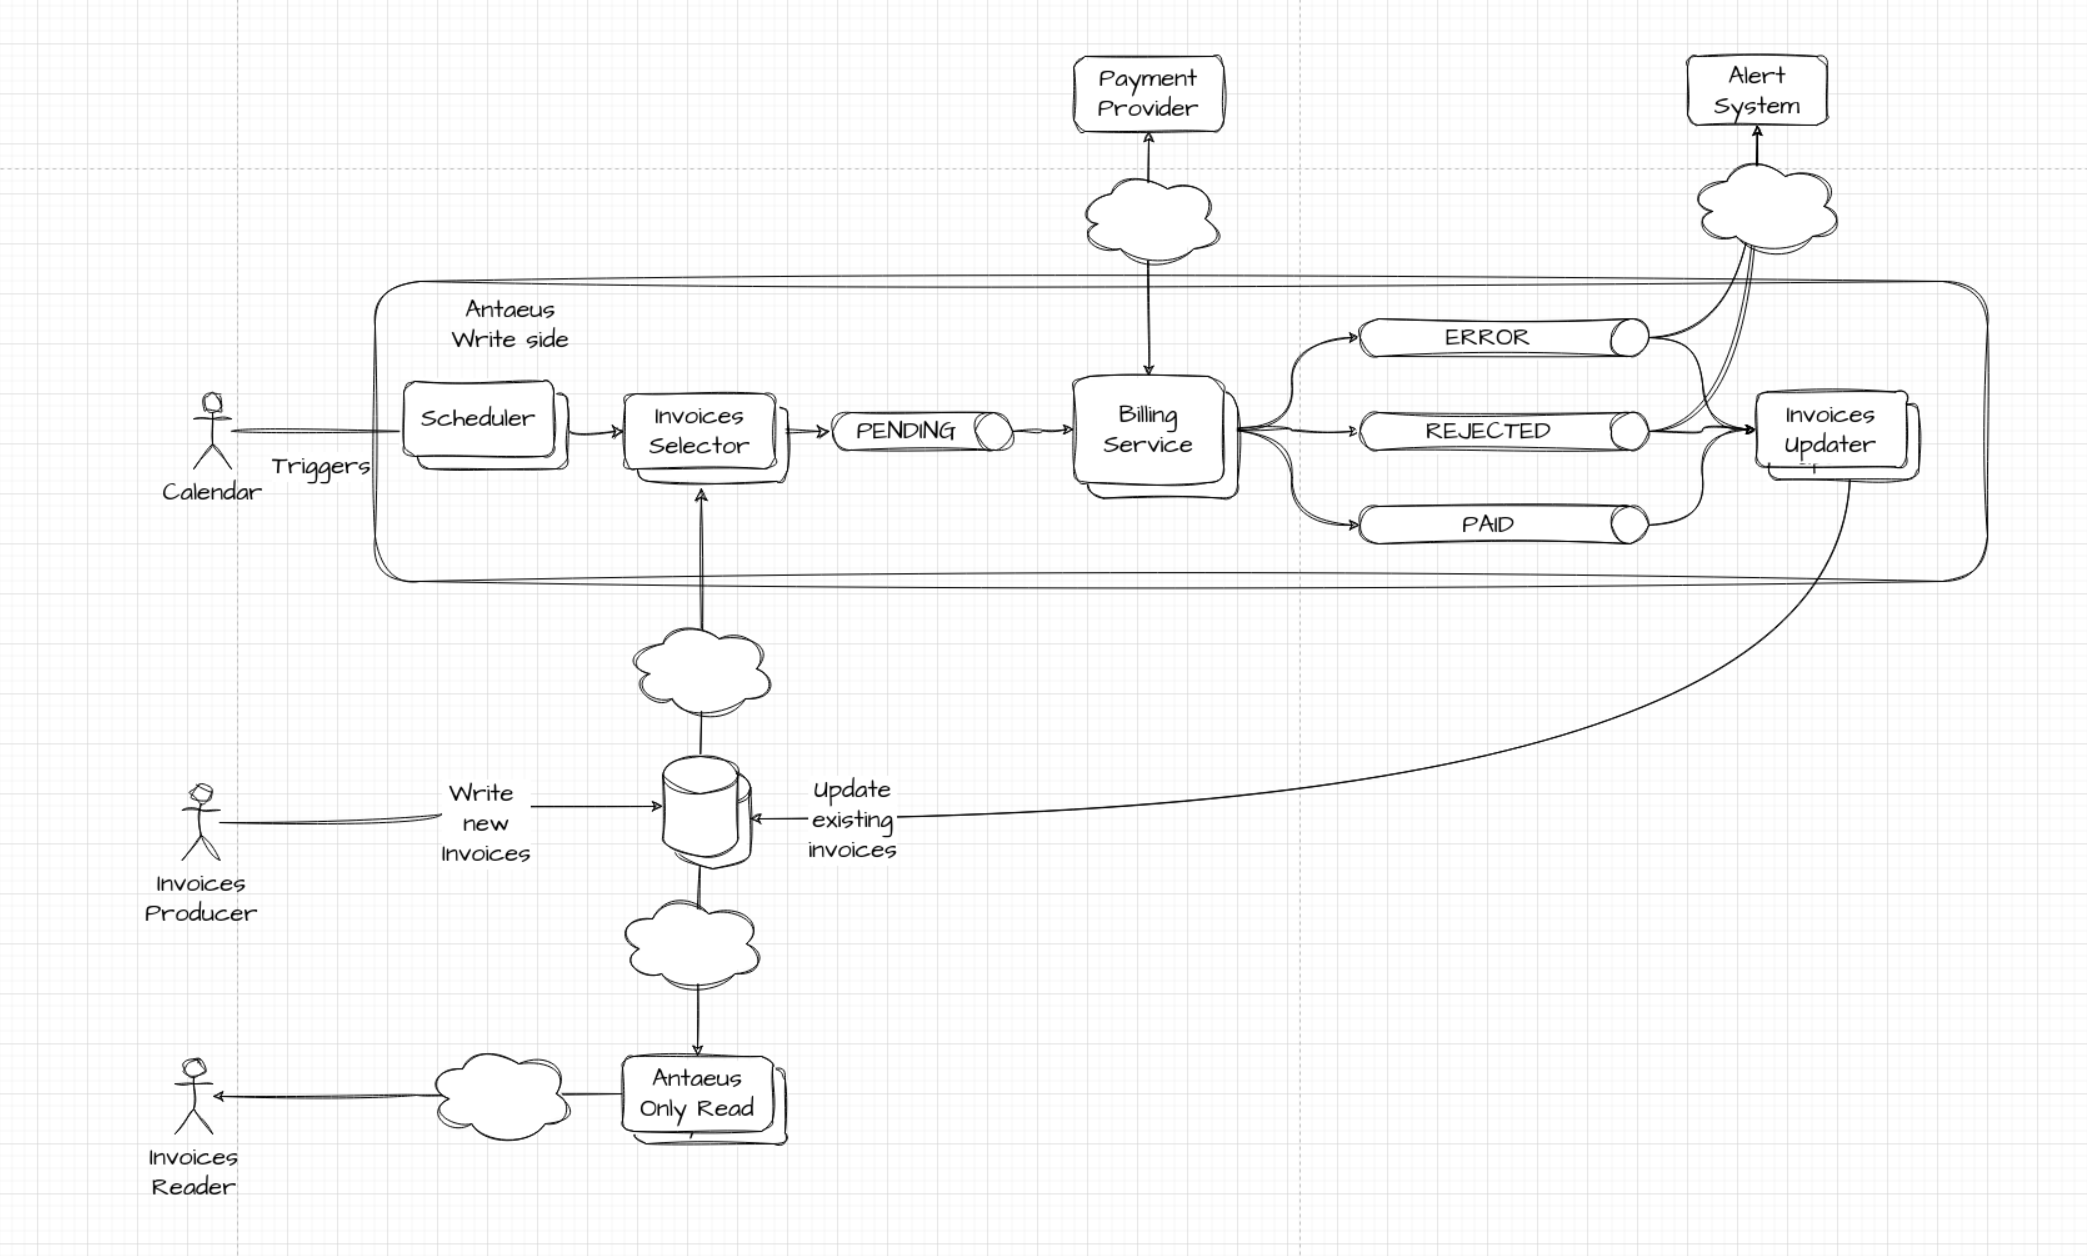 Payment
Provider
Alert
System
Antaeus
Write side
ERROR
Scheduler
Invoices
Selector
PENDING
Billing
Service
REJECTED
Invoices
Updater
Triggers
Calendar
PAID
Write
new
Invoices
Update
existing
invoices
Invoices
Producer
Antaeus
Only Read
Invoices
Reader